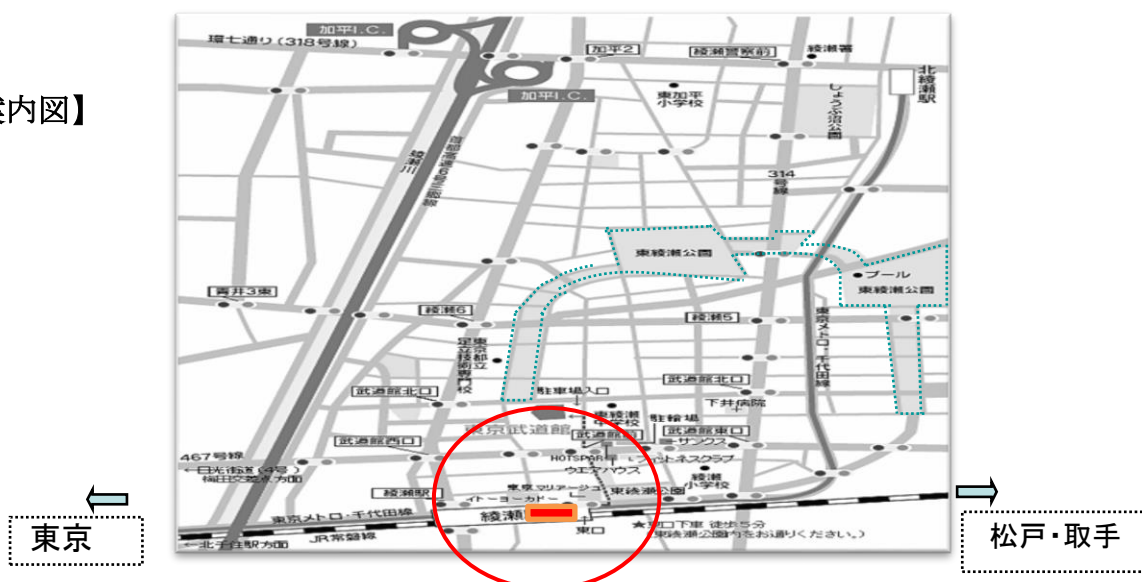 案内図】
加平I.C.
環七通り(318号線)
加平2
綾瀬警察前
綾瀬署
北綾瀬駅
加平I.C.
東加平
小学校
しょうぶ沼公園
綾瀬川
首都高速6号三郷線
314
号線
東綾瀬公園
プール
東綾瀬公園
青井3東
綾瀬6
綾瀬5
東京メトロ・千代田線
東京都立
足立技術専門校
武道館北口
駐車場入口
武道館北口
下井病院
東京武道館
東綾瀬
中学校
駐輪場
武道館前
サンクス
武道館東口
武道館西口
467号線
←日光街道(4号)
梅田交差点方面
HOTSPAR
フィットネスクラブ
ウエアハウス
綾瀬
小学校
東京マリアージュ
綾瀬駅
イトーヨーカドー
東綾瀬公園
東京メトロ・千代田線
綾瀬
東口
★東口下車 徒歩5分
(東綾瀬公園内をお通りください。)
JR常磐線
←北千住駅方面
東京
松戸・取手